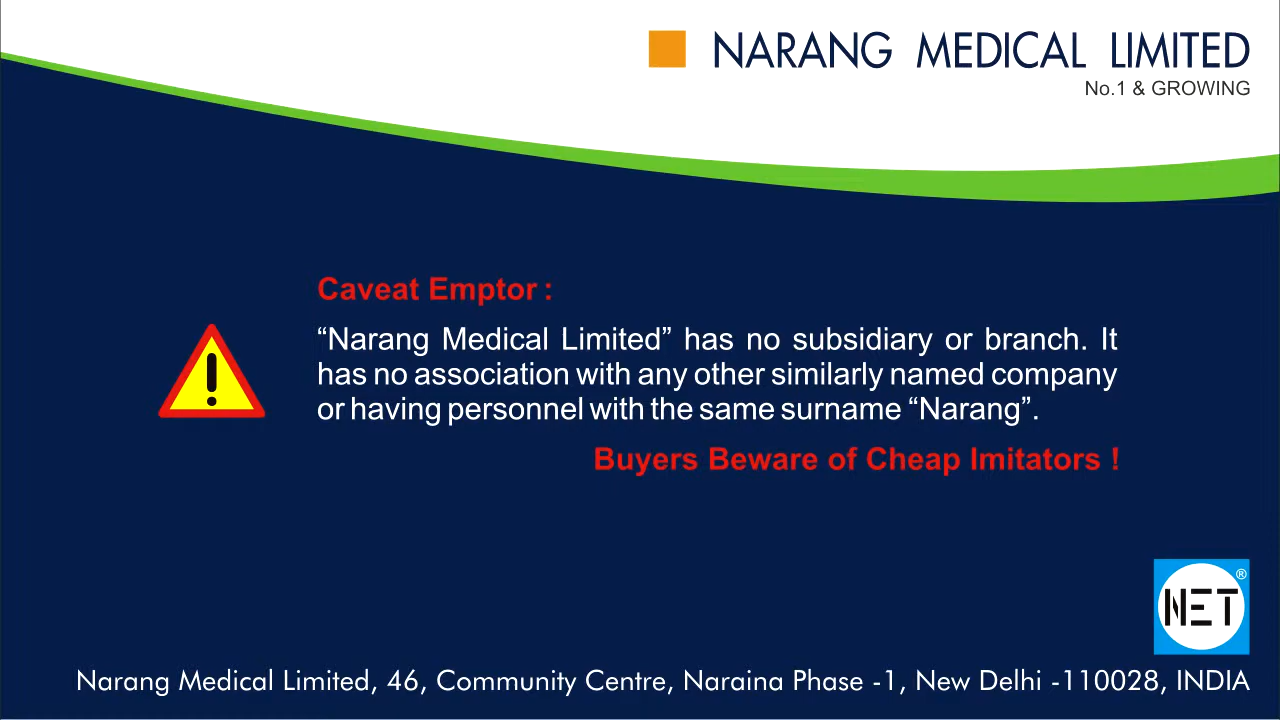 NARANG MEDICAL LIMITED
No.1 & GROWING
Caveat Emptor :
“Narang Medical Limited” has no subsidiary or branch. It
has no association with any other similarly named company
or having personnel with the same surname “Narang”.
Buyers Beware of Cheap Imitators !
NET®
Narang Medical Limited, 46, Community Centre, Naraina Phase -1, New Delhi -110028, INDIA